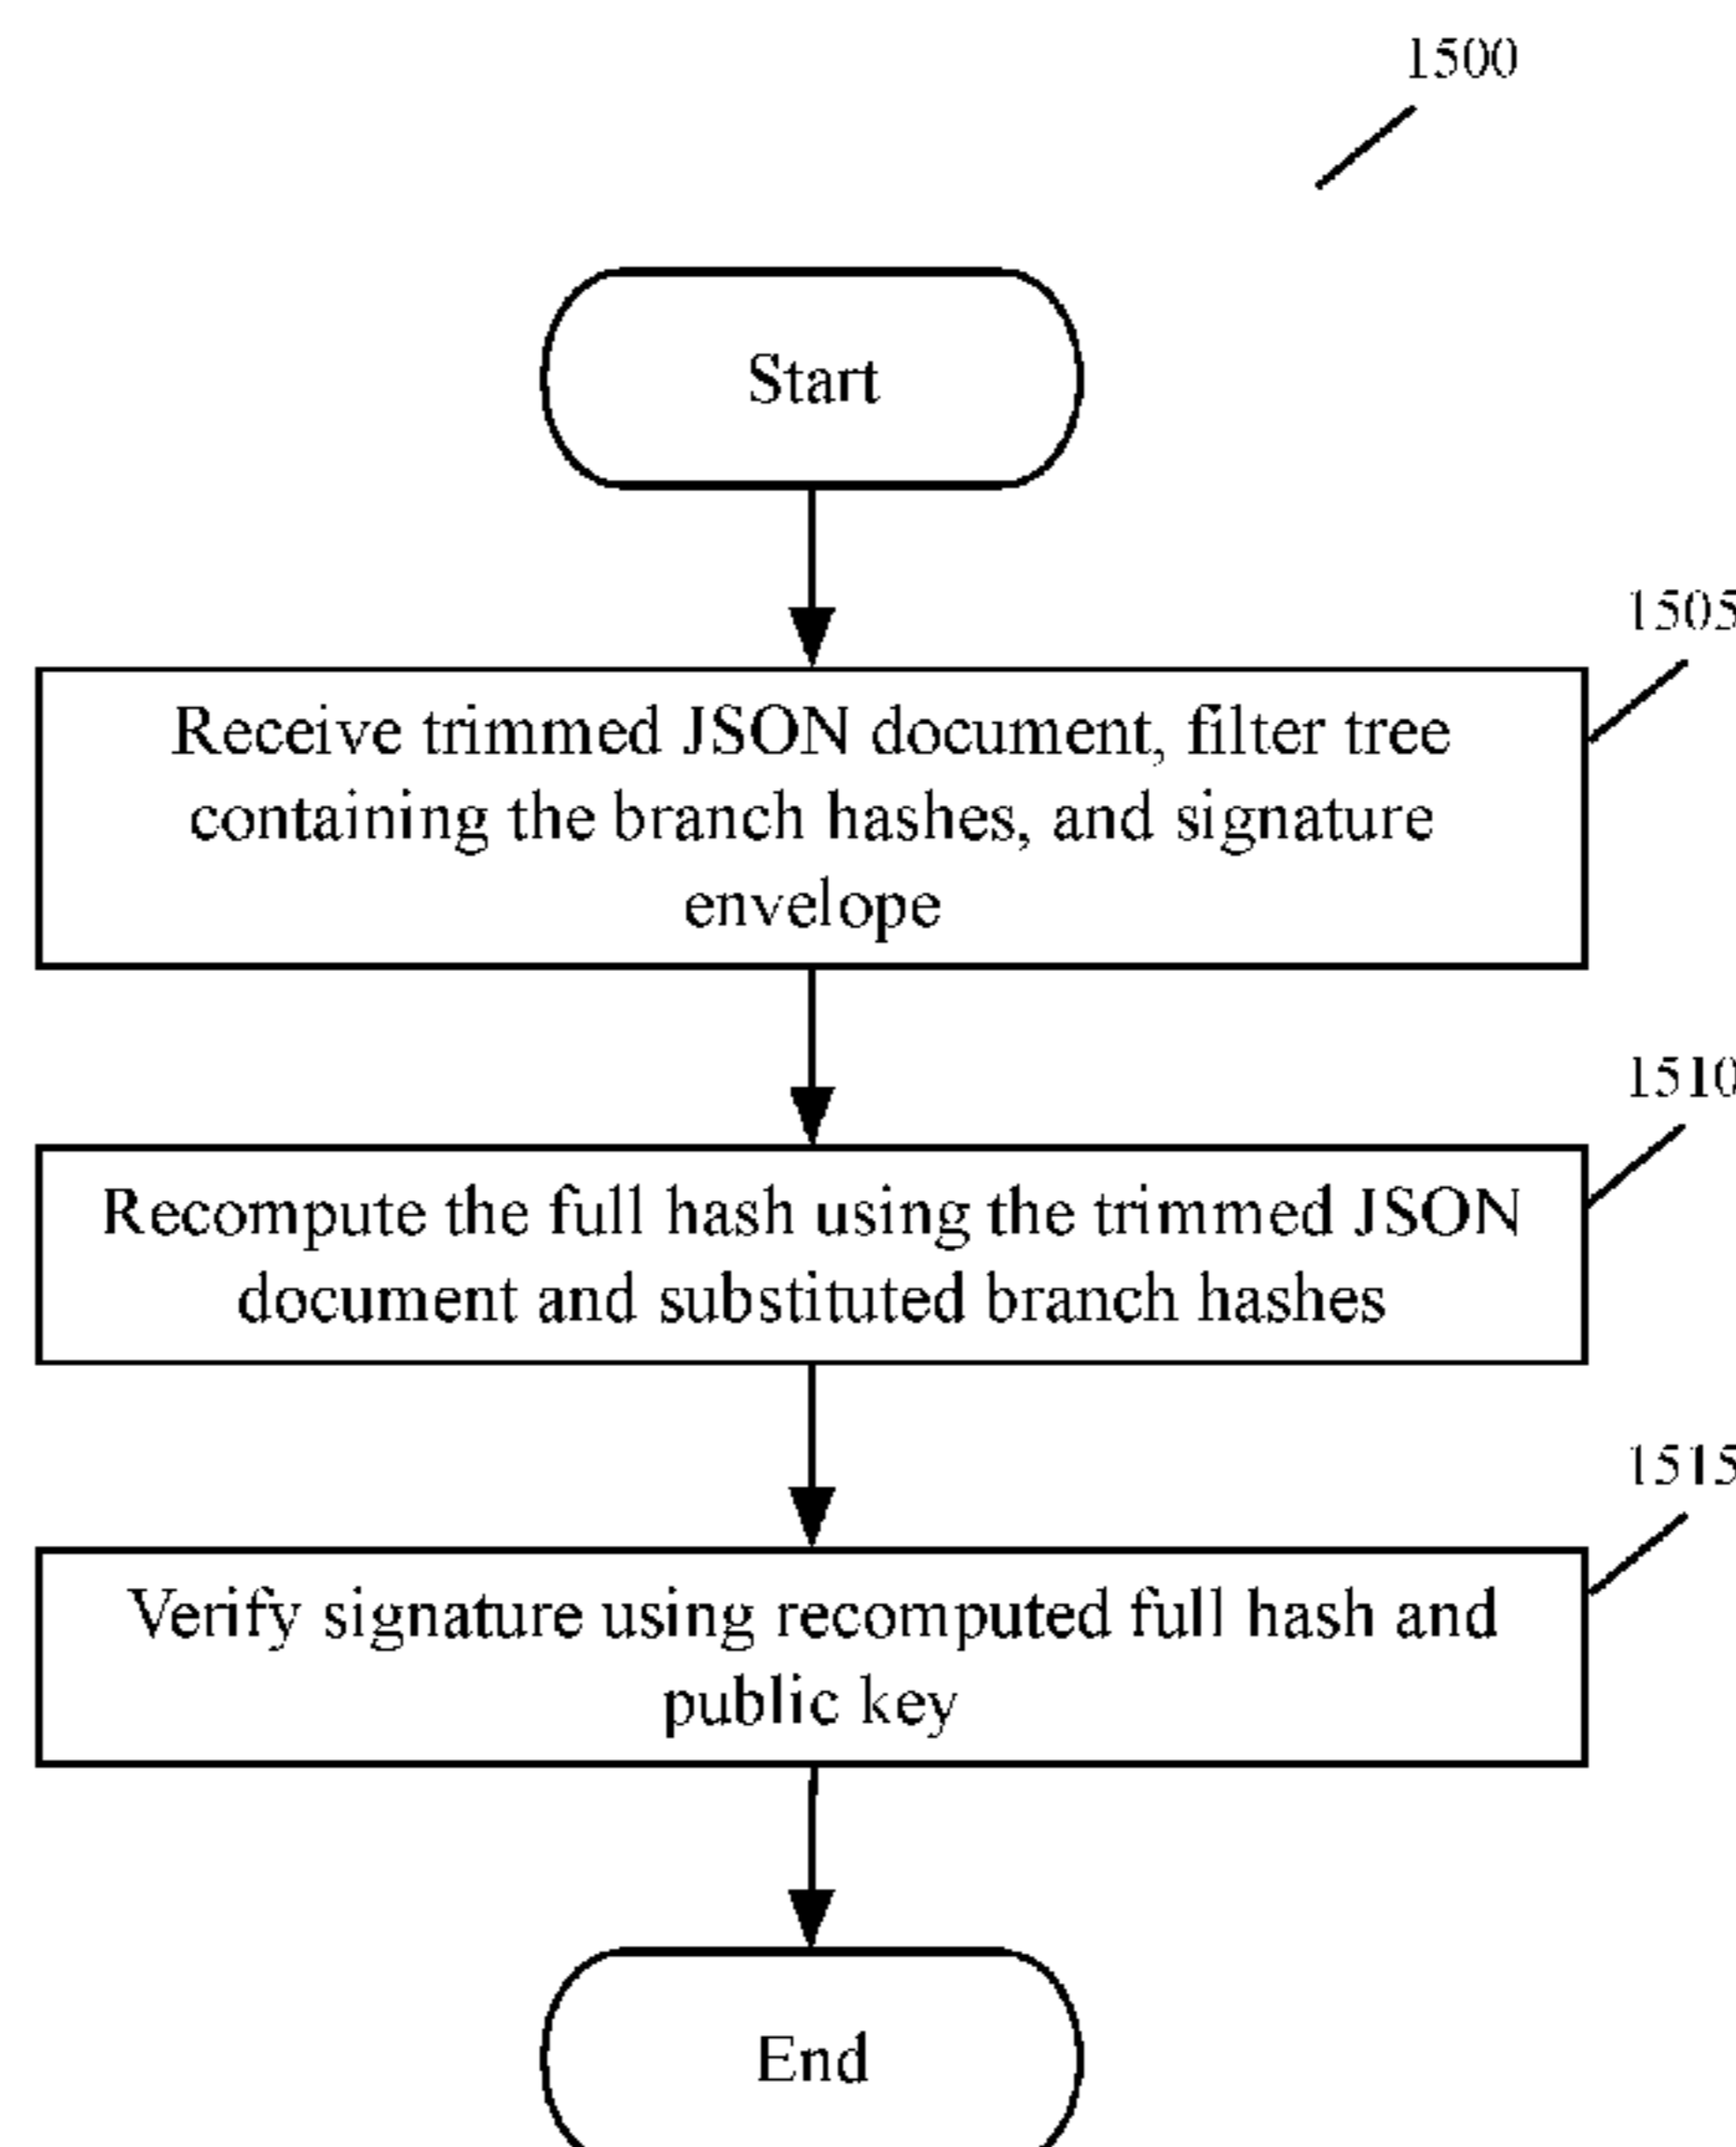 1500
Start
1505
Receive trimmed JSON document, filter tree
containing the branch hashes, and signature
envelope
1510
Recompute the full hash using the trimmed JSON
document and substituted branch hashes
1515
Verify signature using recomputed full hash and
public key
End